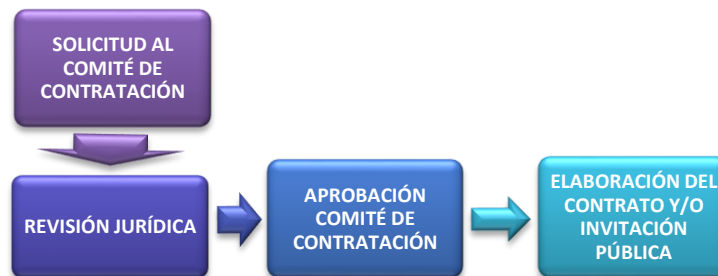 SOLICITUD AL
COMITÉ DE
CONTRATACIÓN
REVISIÓN JURÍDICA
APROBACIÓN
COMITÉ DE
CONTRATACIÓN
ELABORACIÓN DEL
CONTRATO Y/O
INVITACIÓN
PÚBLICA